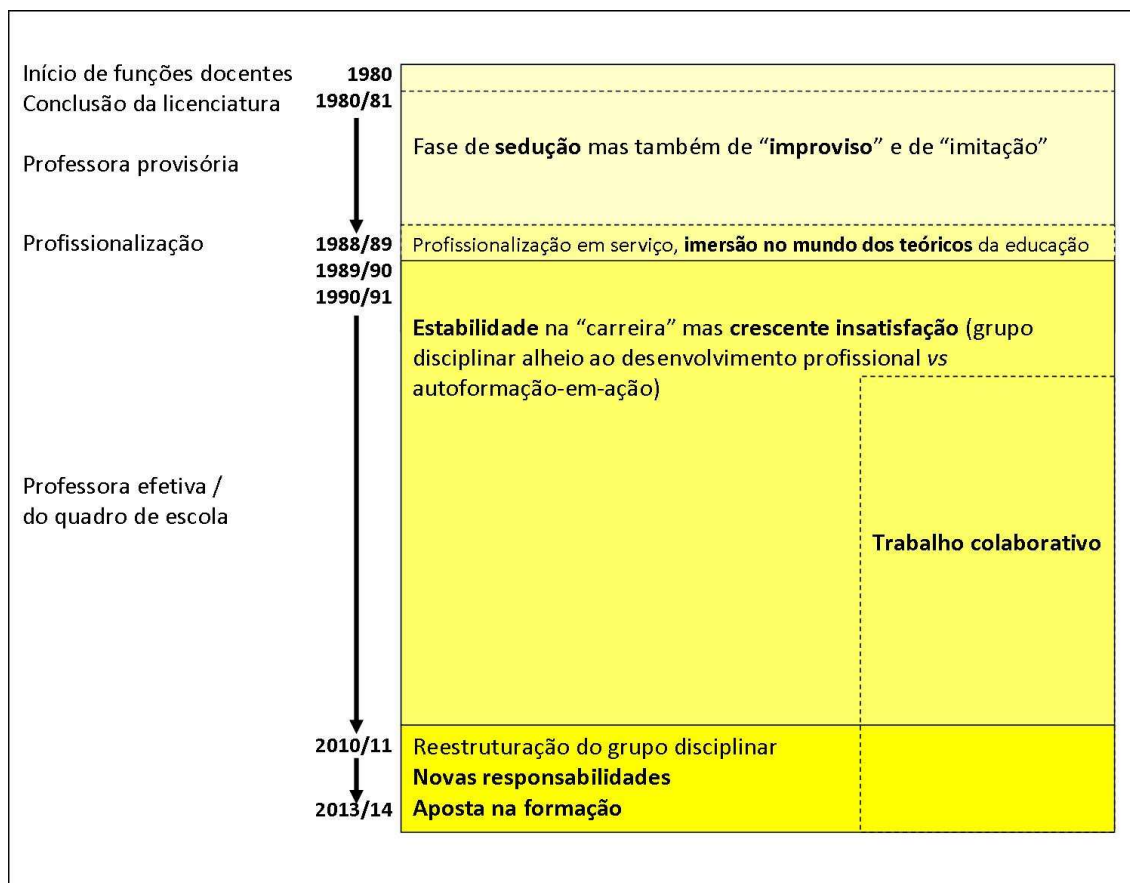 Início de funções docentes 1980
Conclusão da licenciatura 1980/81
Fase de sedução mas também de “improviso” e de “imitação”
Professora provisória
Profissionalização 1988/89 Profissionalização em serviço, imersão no mundo dos teóricos da educação
1989/90
1990/91
Estabilidade na “carreira” mas crescente insatisfação (grupo
disciplinar alheio ao desenvolvimento profissional vs
autoformação-em-ação)
Professora efetiva /
do quadro de escola
Trabalho colaborativo
2010/11 Reestruturação do grupo disciplinar
Novas responsabilidades
2013/14 Aposta na formação